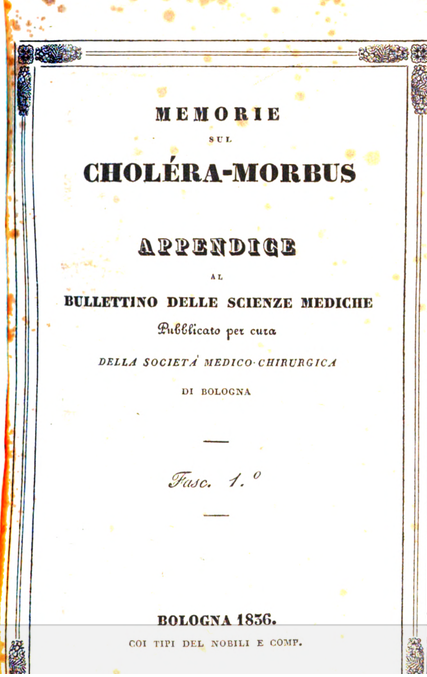 MEMORIE
SUL
CHOLÉRA-MORBUS
APPENDICE
AL
BULLETTINO DELLE SCIENZE MEDICHE
Pubblicato per cura
DELLA SOCIETÁ MEDICO-CHIRURGICA
DI BOLOGNA
Fasc. 1.º
BOLOGNA 1836.
COI TIPI DEL NOBILI E COMP.